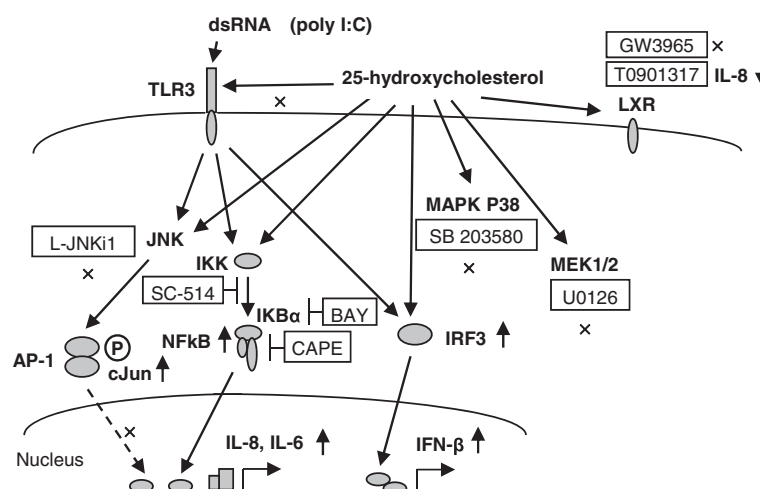 dsRNA (poly I:C)
GW3965 ×
T0901317 IL-8
25-hydroxycholesterol
TLR3
×
LXR
MAPK P38
SB 203580
×
L-JNKi1
×
JNK
IKK
MEK1/2
U0126
×
SC-514
IKBα
BAY
NFkB
CAPE
IRF3
AP-1
P
cJun
×
Nucleus
IL-8, IL-6
IFN-β